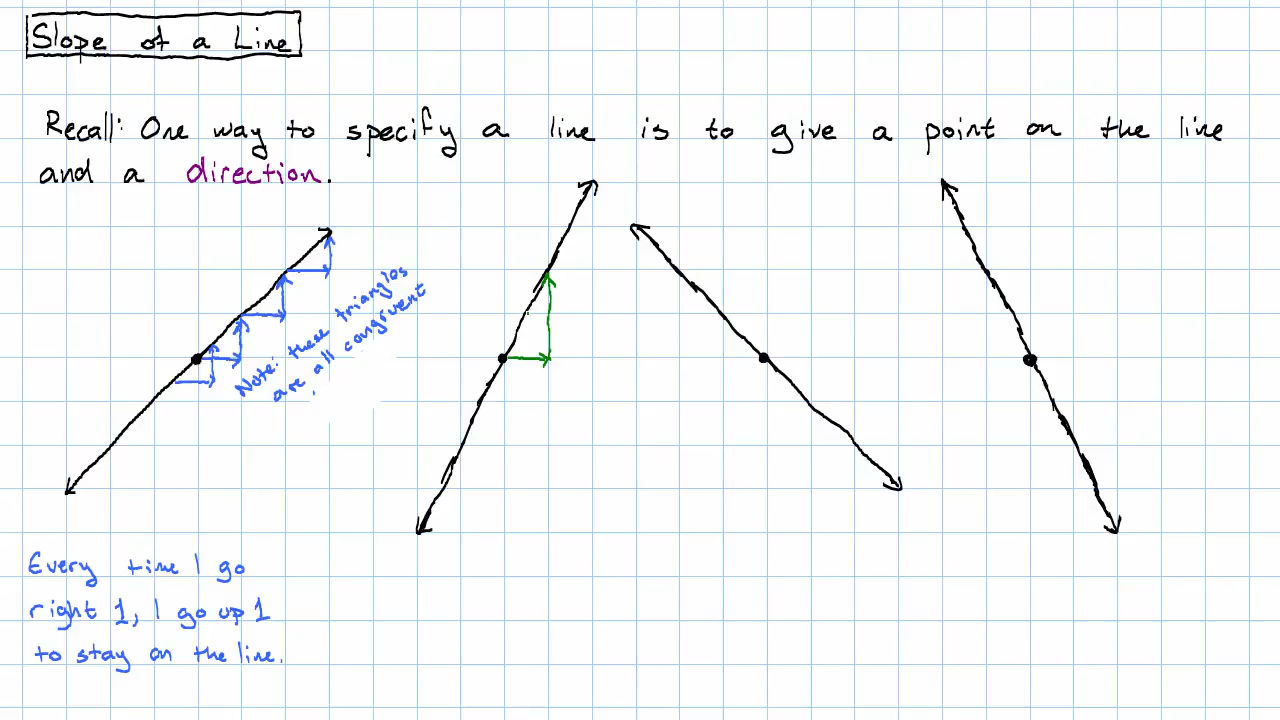 Slope of a Line
Recall: One way to specify a line is to give a point on the line
and a direction.
Note: these triangles
are all congruent
Every time I go
right 1, I go up 1
to stay on the line.